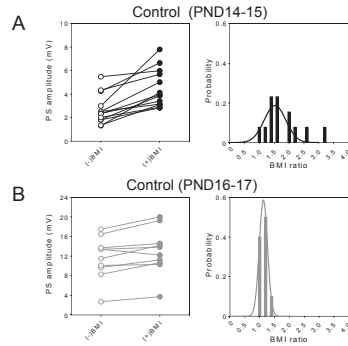 A
Control (PND14-15)
PS amplitude (mV)
10
8
6
4
2
0
(-)BMI
(+)BMI
Probability
0.6
0.4
0.2
0
0
0.5
1.0
1.5
2.0
2.5
3.0
3.5
BMI ratio
B
Control (PND16-17)
PS amplitude (mV)
24
20
16
12
8
4
0
(-)BMI
(+)BMI
Probability
0.6
0.4
0.2
0
0
0.5
1.0
1.5
2.0
2.5
3.0
3.5
BMI ratio